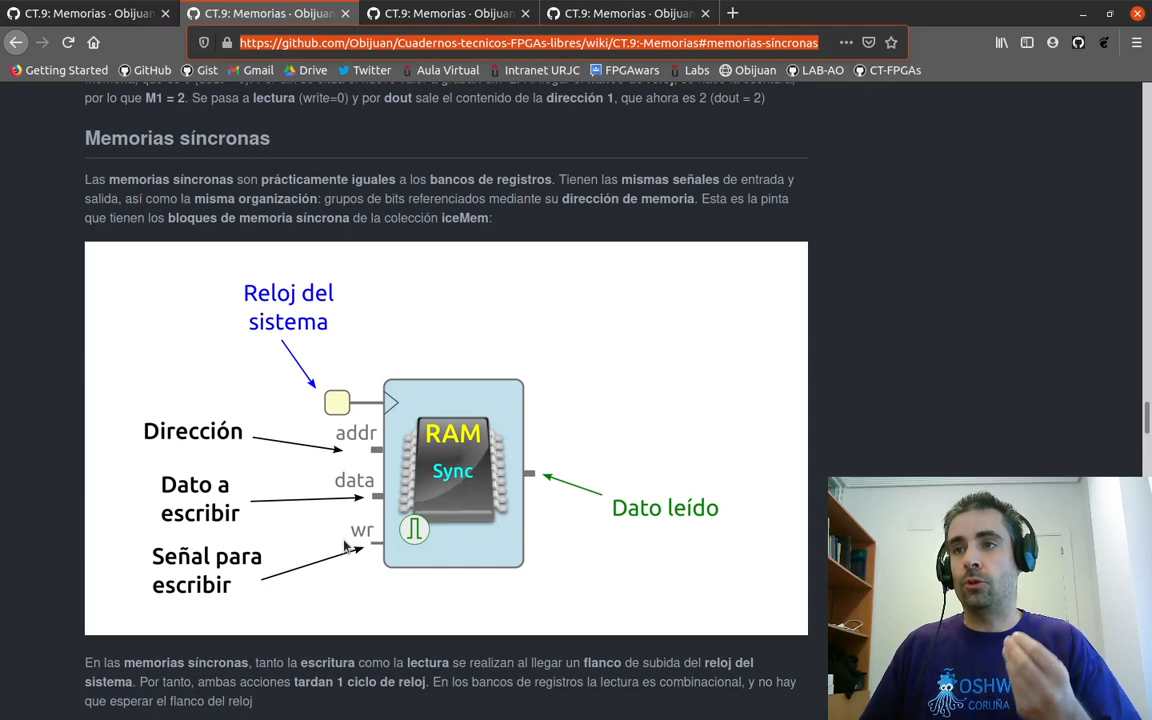 CT.9: Memorias · Obijuan
CT.9: Memorias · Obijuan
CT.9: Memorias · Obijuan
CT.9: Memorias · Obijuan
https://github.com/Obijuan/Cuadernos-tecnicos-FPGAs-libres/wiki/CT.9:-Memorias#memorias-síncronas
Getting Started
GitHub
Gist
Gmail
Drive
Twitter
Aula Virtual
Intranet URJC
FPGAwars
Labs
Obijuan
LAB-AO
CT-FPGAs
por lo que M1 = 2. Se pasa a lectura (write=0) y por dout sale el contenido de la dirección 1, que ahora es 2 (dout = 2)
Memorias síncronas
Las memorias síncronas son prácticamente iguales a los bancos de registros. Tienen las mismas señales de entrada y
salida, así como la misma organización: grupos de bits referenciados mediante su dirección de memoria. Esta es la pinta
que tienen los bloques de memoria síncrona de la colección iceMem:
Reloj del
sistema
Dirección
addr
RAM
Sync
Dato a
escribir
data
Dato leído
wr
Señal para
escribir
En las memorias síncronas, tanto la escritura como la lectura se realizan al llegar un flanco de subida del reloj del
sistema. Por tanto, ambas acciones tardan 1 ciclo de reloj. En los bancos de registros la lectura es combinacional, y no hay
que esperar el flanco del reloj
OSHW
CORUÑA